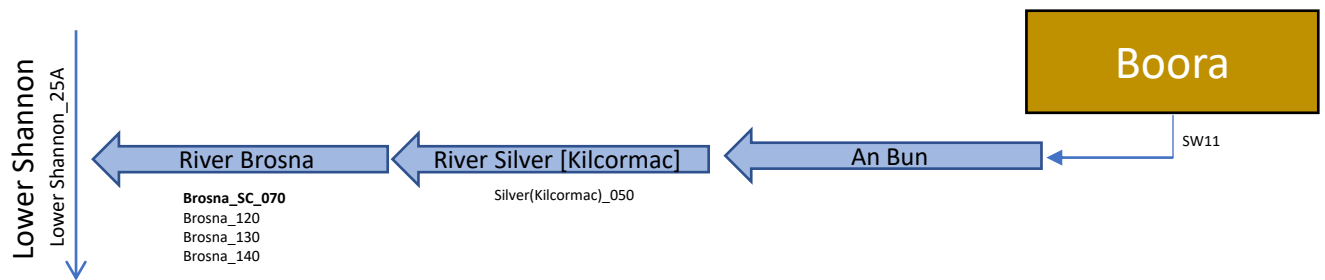 Lower Shannon
Lower Shannon_25A
River Brosna
Brosna_SC_070
Brosna_120
Brosna_130
Brosna_140
River Silver [Kilcormac]
Silver(Kilcormac)_050
An Bun
Boora
SW11